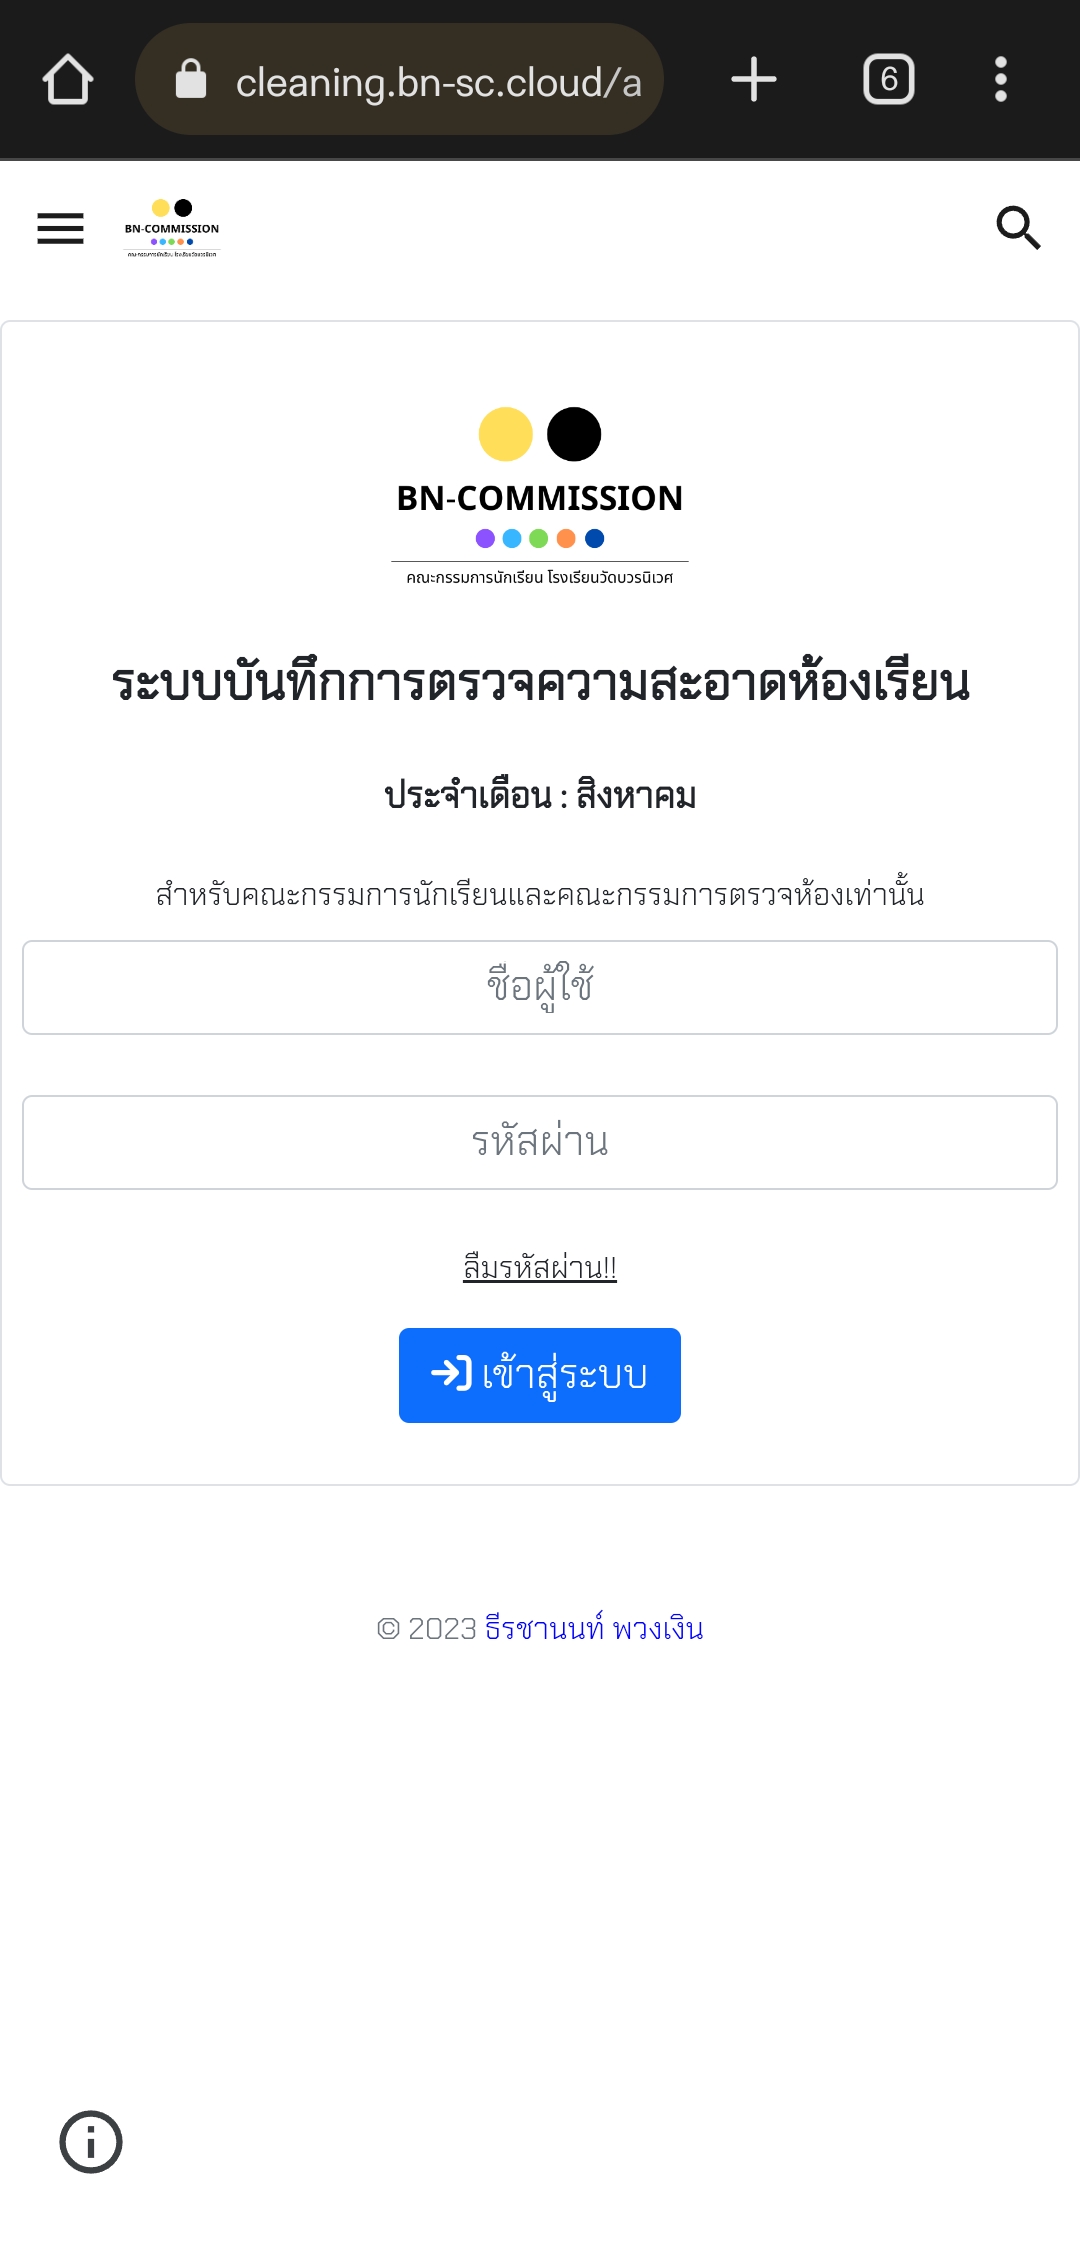 cleaning.bn-sc.cloud/a
6
BN-COMMISSION
คณะกรรมการนักเรียน โรงเรียนวัดบวรนิเวศ
BN-COMMISSION
คณะกรรมการนักเรียน โรงเรียนวัดบวรนิเวศ
ระบบบันทึกการตรวจความสะอาดห้องเรียน
ประจำเดือน : สิงหาคม
สำหรับคณะกรรมการนักเรียนและคณะกรรมการตรวจห้องเท่านั้น
ชื่อผู้ใช้
รหัสผ่าน
ลืมรหัสผ่าน!!
เข้าสู่ระบบ
© 2023 ธีรชานนท์ พวงเงิน